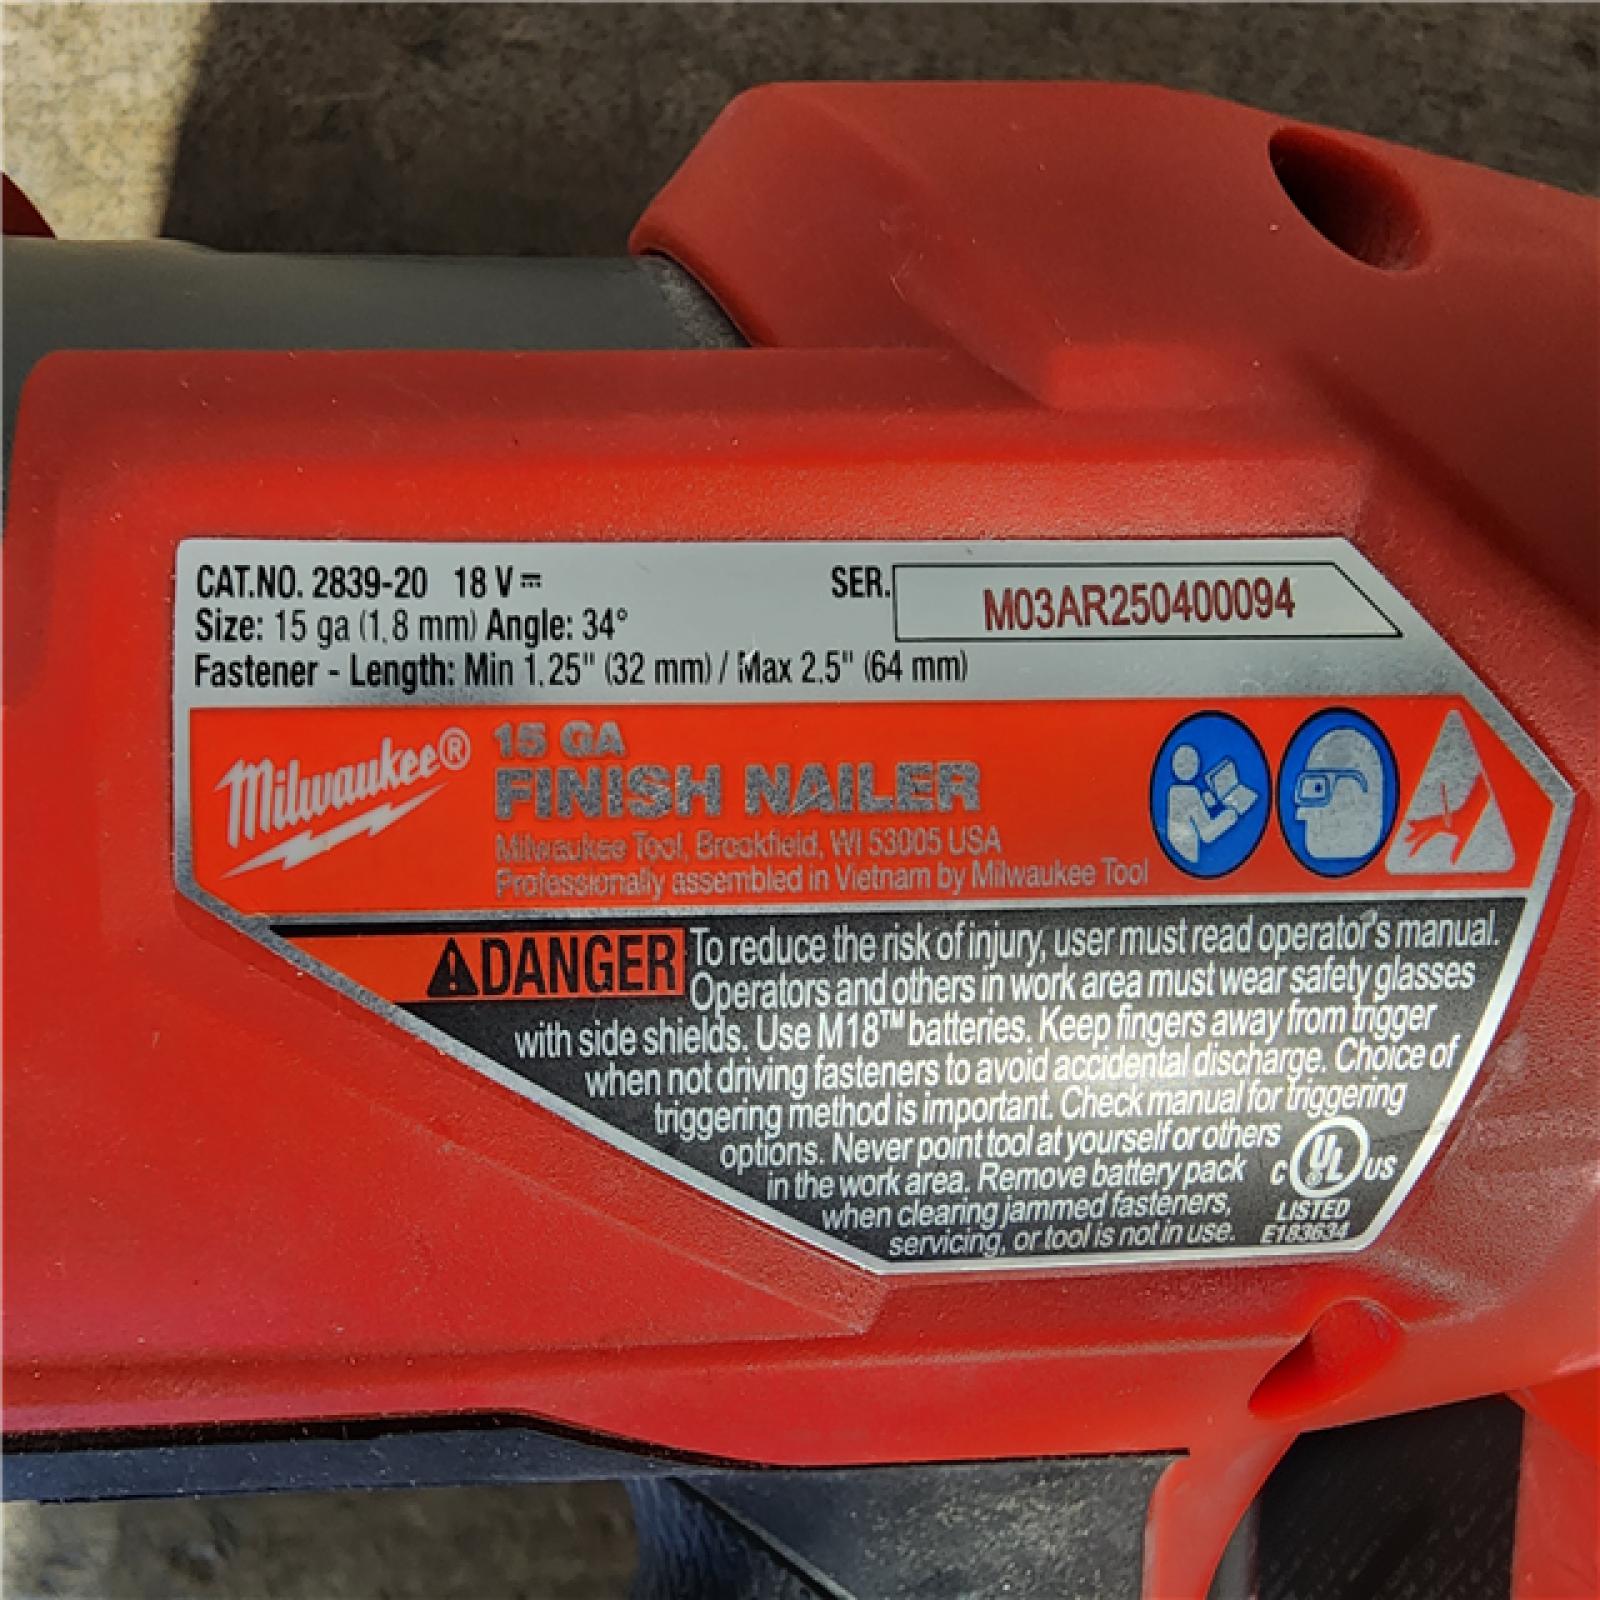 CAT.NO. 2839-20 18 V
SER. M03AR250400094
Size: 15 ga (1.8 mm) Angle: 34°
Fastener - Length: Min 1.25" (32 mm) / Max 2.5" (64 mm)
Milwaukee®
15 GA
FINISH NAILER
Milwaukee Tool, Brookfield, WI 53005 USA
Professionally assembled in Vietnam by Milwaukee Tool
DANGER To reduce the risk of injury, user must read operator's manual.
Operators and others in work area must wear safety glasses
with side shields. Use M18™ batteries. Keep fingers away from trigger
when not driving fasteners to avoid accidental discharge. Choice of
triggering method is important. Check manual for triggering
options. Never point tool at yourself or others
in the work area. Remove battery pack
when clearing jammed fasteners,
servicing, or tool is not in use.
C UL US
LISTED
E183634